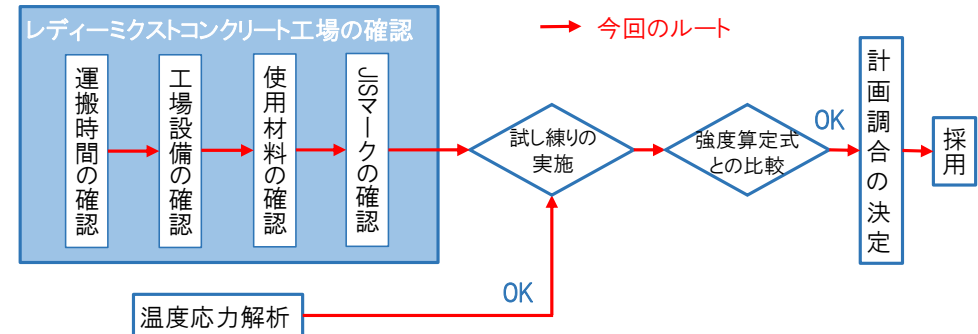 レディーミクストコンクリート工場の確認
今回のルート
運搬時間の確認
工場設備の確認
使用材料の確認
JISマークの確認
試し練りの
実施
強度算定式
との比較
OK
計画調合の決定
採用
OK
温度応力解析